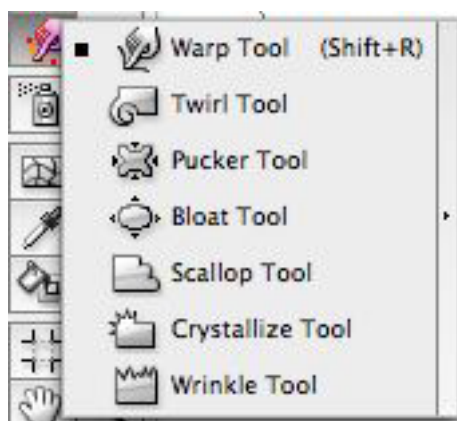 Warp Tool (Shift+R)
Twirl Tool
Pucker Tool
Bloat Tool
Scallop Tool
Crystallize Tool
Wrinkle Tool